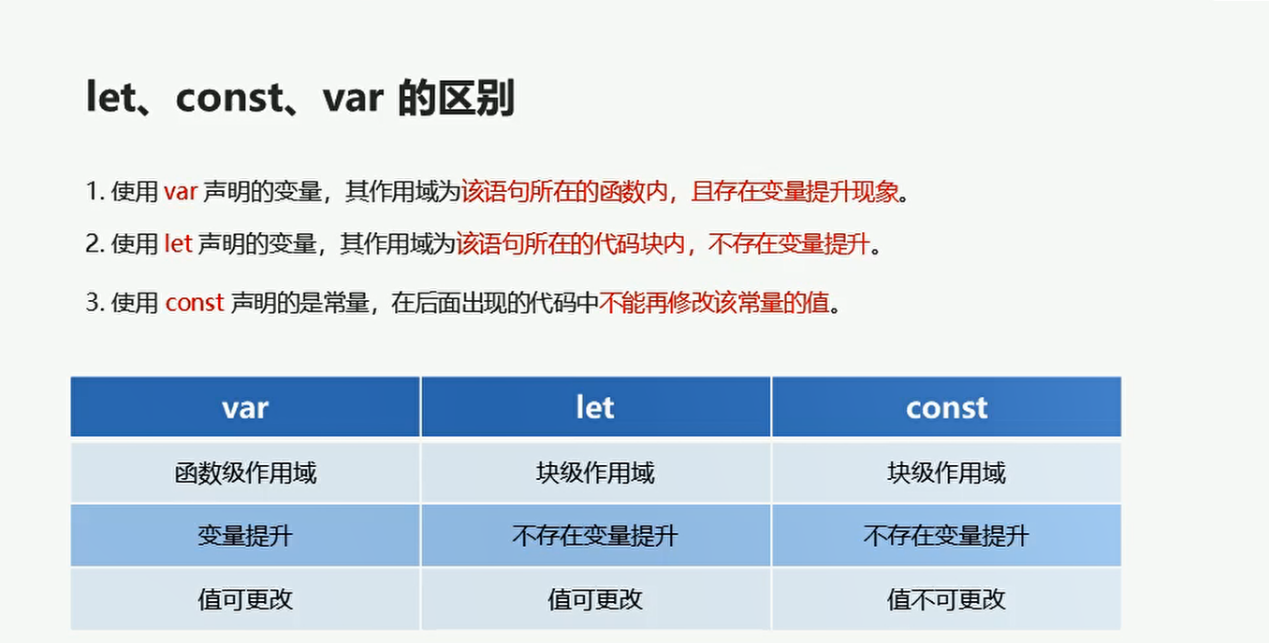 let、const、var 的区别
1. 使用 var 声明的变量，其作用域为该语句所在的函数内，且存在变量提升现象。
2. 使用 let 声明的变量，其作用域为该语句所在的代码块内，不存在变量提升。
3. 使用 const 声明的是常量，在后面出现的代码中不能再修改该常量的值。
var let const
函数级作用域 块级作用域 块级作用域
变量提升 不存在变量提升 不存在变量提升
值可更改 值可更改 值不可更改